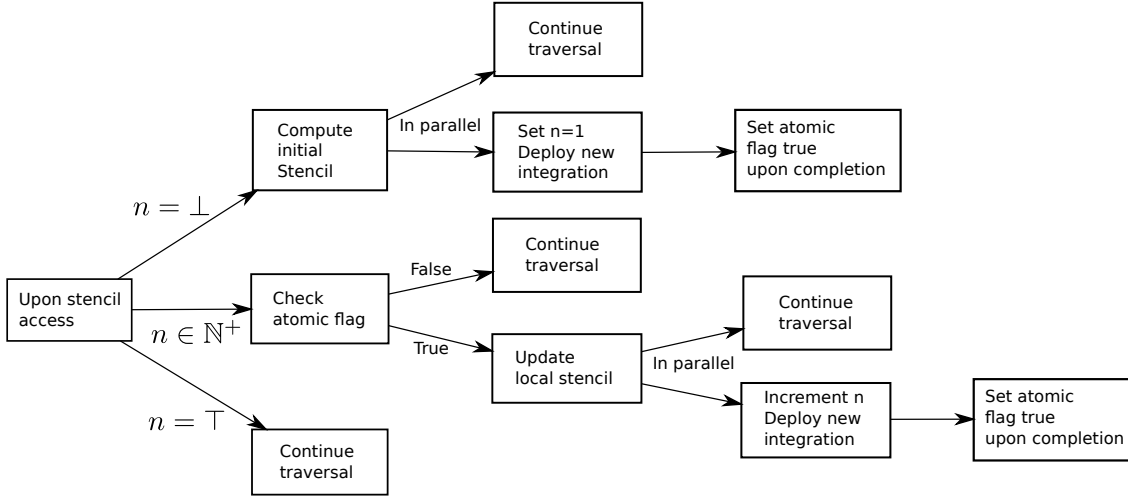 Continue
traversal
Compute
initial
Stencil
In parallel
Set n=1
Deploy new
integration
Set atomic
flag true
upon completion
n = ⊥
Upon stencil
access
n ∈ ℕ⁺
Check
atomic flag
False
Continue
traversal
True
Update
local stencil
In parallel
Continue
traversal
Increment n
Deploy new
integration
Set atomic
flag true
upon completion
n = ⊤
Continue
traversal